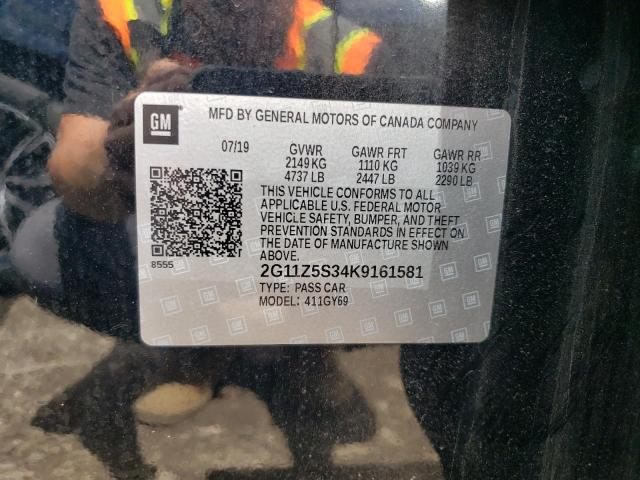 GM
MFD BY GENERAL MOTORS OF CANADA COMPANY
07/19 GVWR GAWR FRT GAWR RR
2149 KG 1110 KG 1039 KG
4737 LB 2447 LB 2290 LB
THIS VEHICLE CONFORMS TO ALL
APPLICABLE U.S. FEDERAL MOTOR
VEHICLE SAFETY, BUMPER, AND THEFT
PREVENTION STANDARDS IN EFFECT ON
THE DATE OF MANUFACTURE SHOWN
ABOVE.
8555
2G11Z5S34K9161581
TYPE: PASS CAR
MODEL: 411GY69